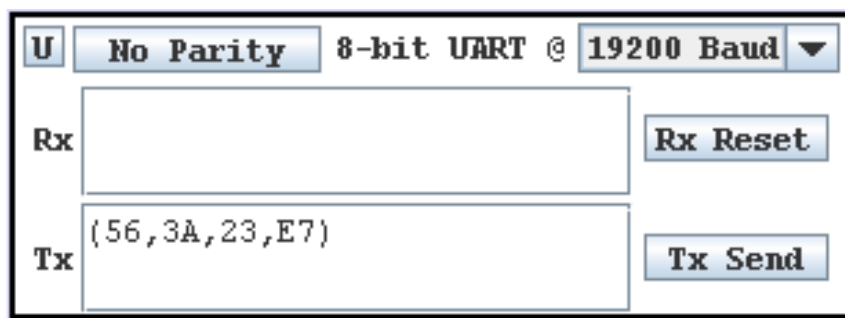 U No Parity 8-bit UART @ 19200 Baud
Rx Rx Reset
(56,3A,23,E7)
Tx Tx Send